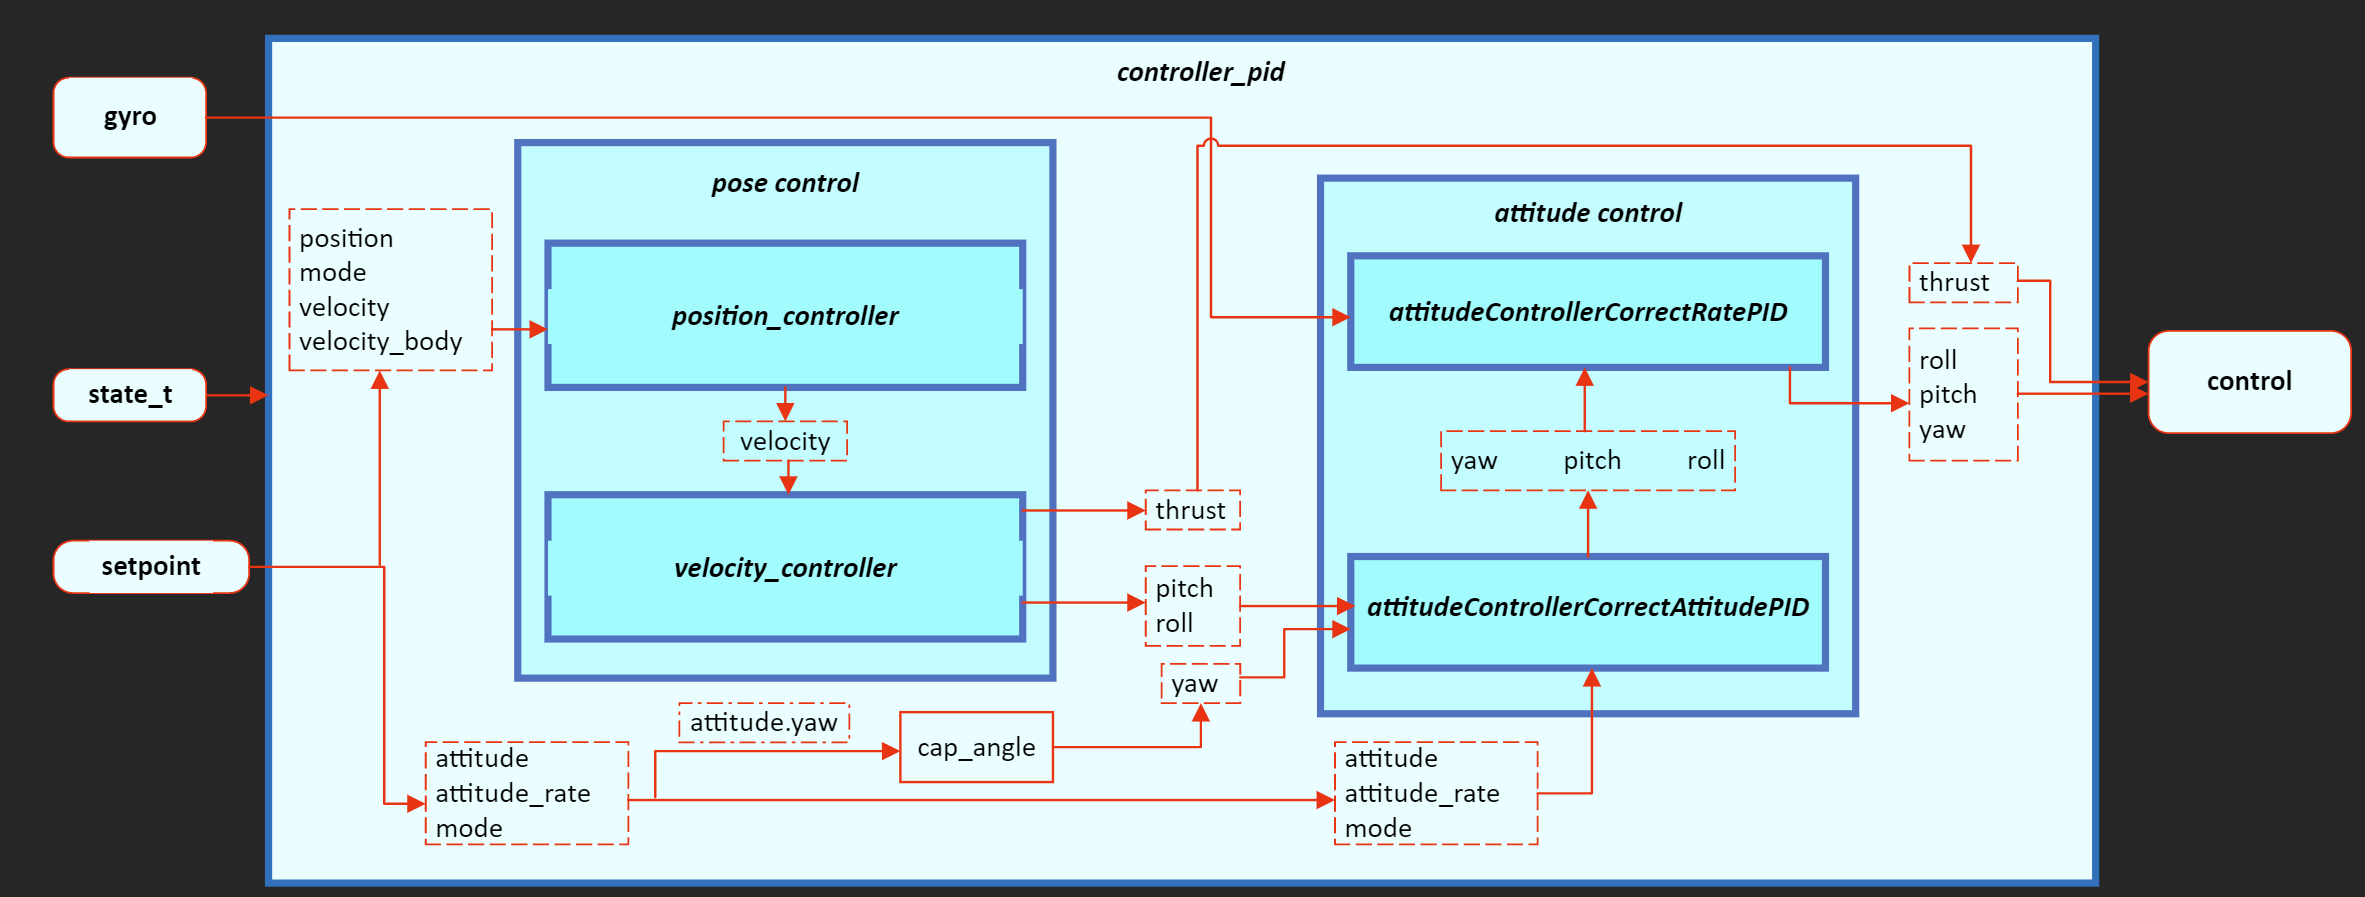 controller_pid
gyro
pose control
attitude control
position
mode
velocity
velocity_body
position_controller
attitudeControllerCorrectRatePID
thrust
roll
pitch
yaw
control
state_t
velocity
yaw pitch roll
thrust
setpoint
velocity_controller
pitch
roll
attitudeControllerCorrectAttitudePID
yaw
attitude.yaw
cap_angle
attitude
attitude_rate
mode
attitude
attitude_rate
mode